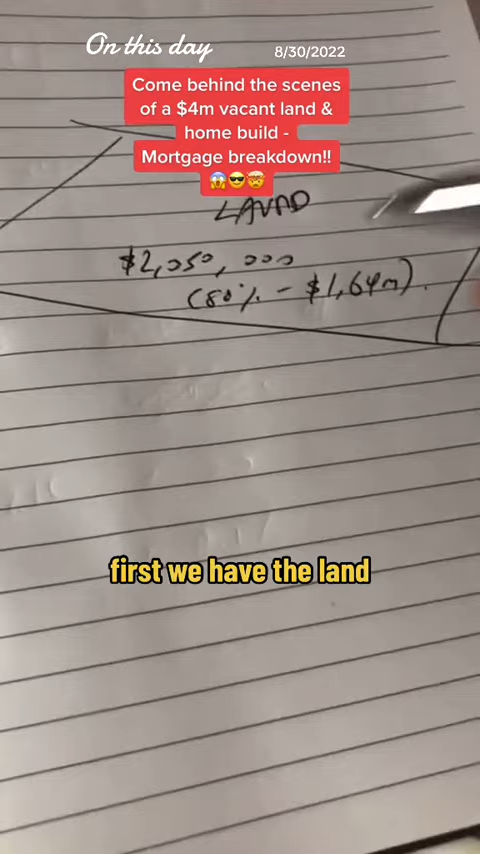 On this day
8/30/2022
Come behind the scenes
of a $4m vacant land &
home build -
Mortgage breakdown!!
😱😎🤯
LAND
$2,050,000
(80% - $1,64m).
first we have the land